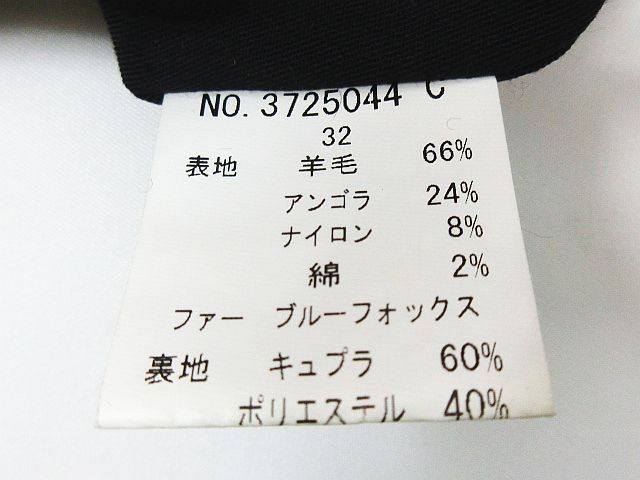 NO. 3725044 C
32
表地 羊毛 66%
アンゴラ 24%
ナイロン 8%
綿 2%
ファー ブルーフォックス
裏地 キュプラ 60%
ポリエステル 40%